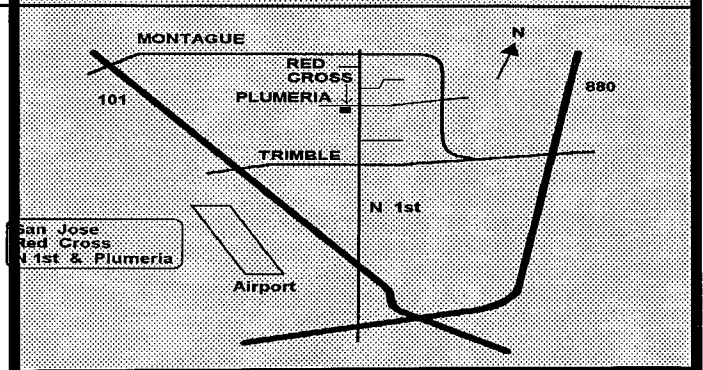 N
MONTAGUE
RED
CROSS
880
PLUMERIA
101
TRIMBLE
N 1st
San Jose
Red Cross
N 1st & Plumeria
Airport